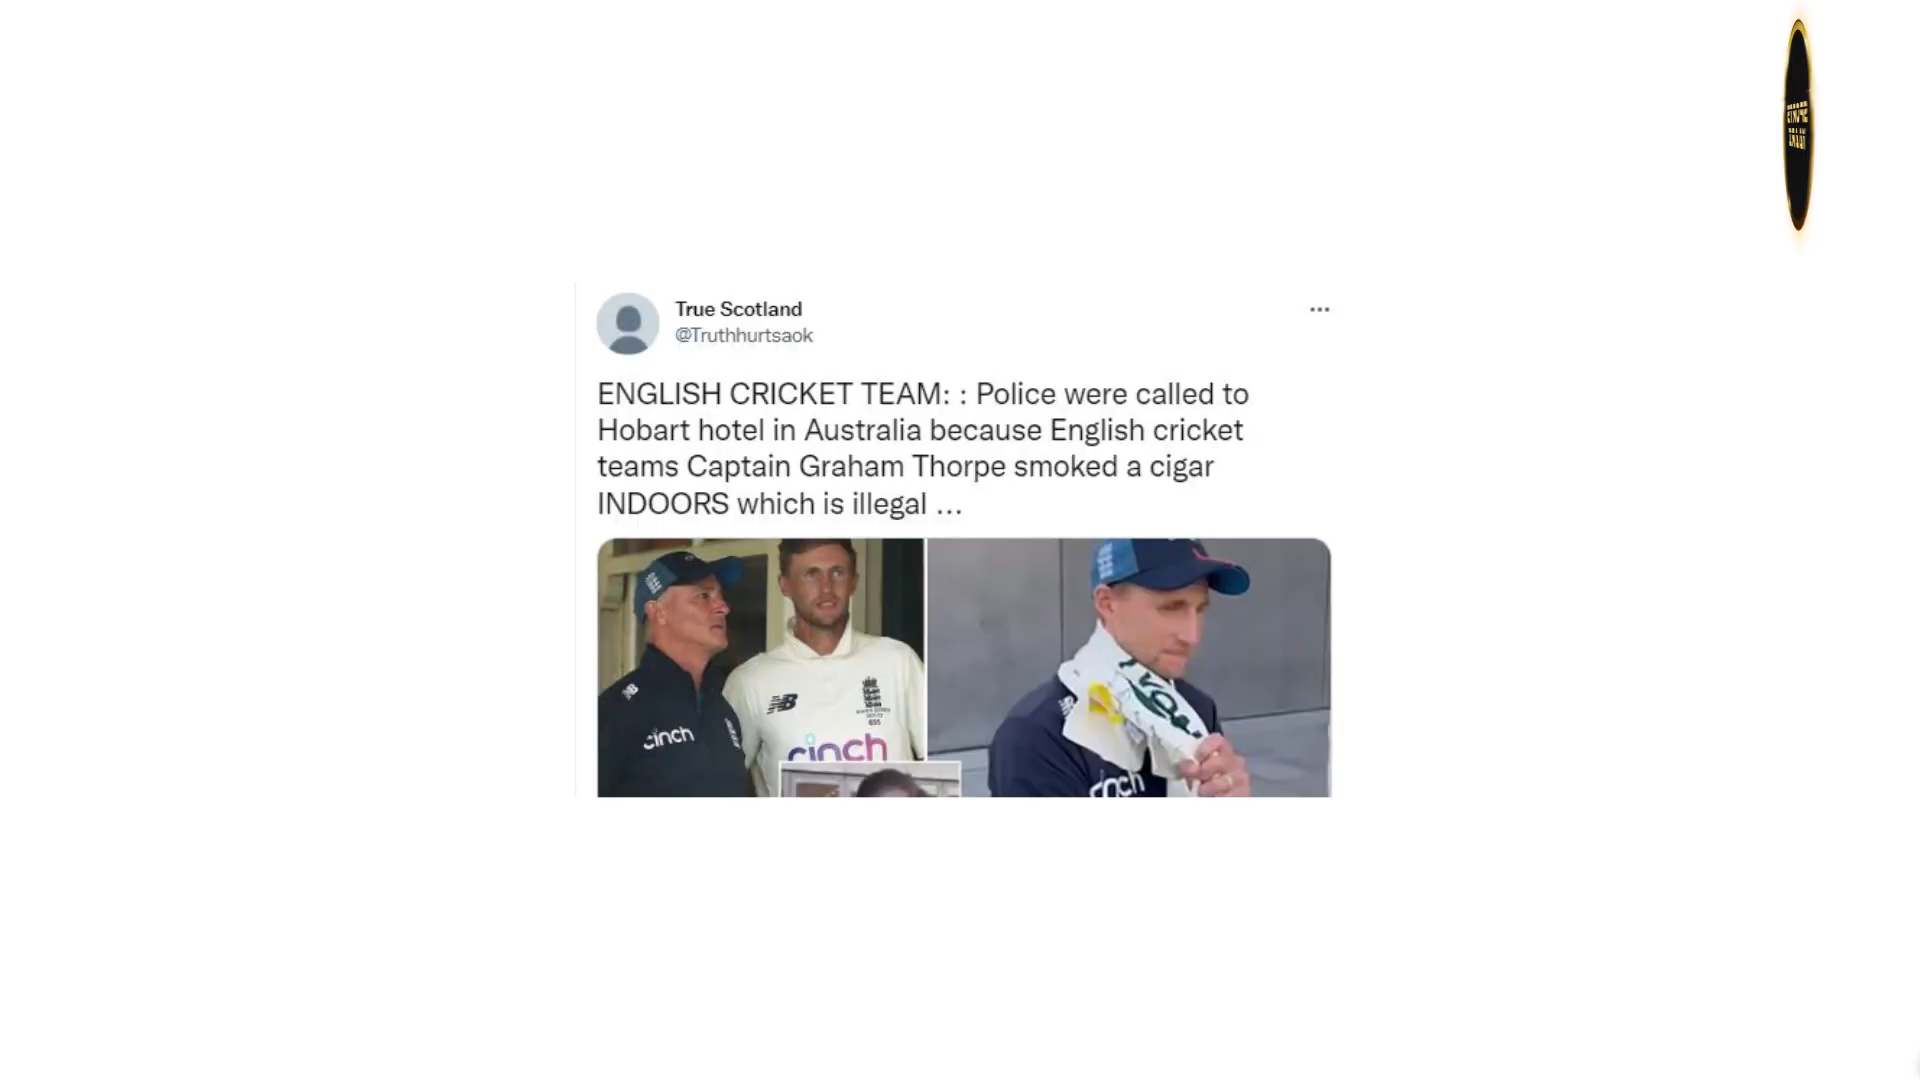 True Scotland
@Truthhurtsaok
ENGLISH CRICKET TEAM: : Police were called to
Hobart hotel in Australia because English cricket
teams Captain Graham Thorpe smoked a cigar
INDOORS which is illegal ...
cinch
cinch
cinch